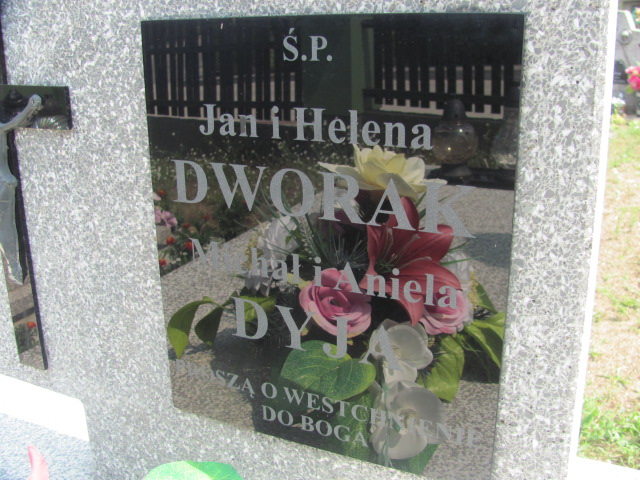 Ś.P.
Jan i Helena
DWORAK
Michał i Aniela
DYJA
PROSZĄ O WESTCHNIENIE
DO BOGA